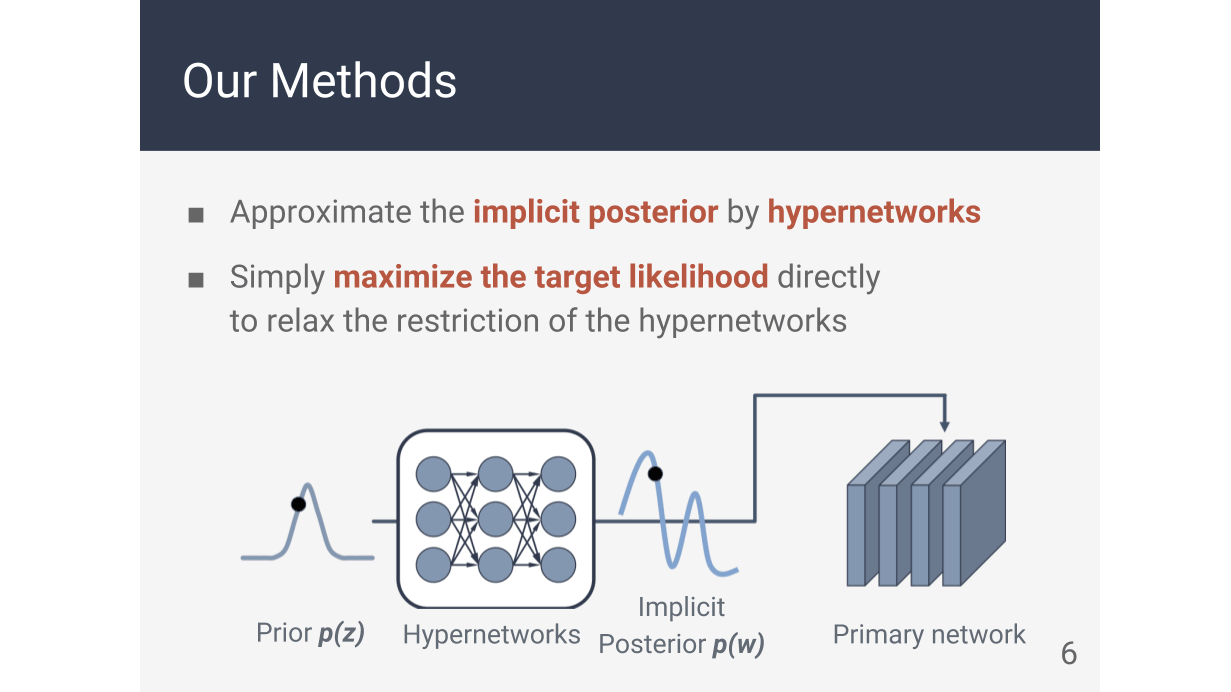 Our Methods
■ Approximate the implicit posterior by hypernetworks
■ Simply maximize the target likelihood directly
to relax the restriction of the hypernetworks
Prior p(z)
Hypernetworks
Implicit
Posterior p(w)
Primary network
6